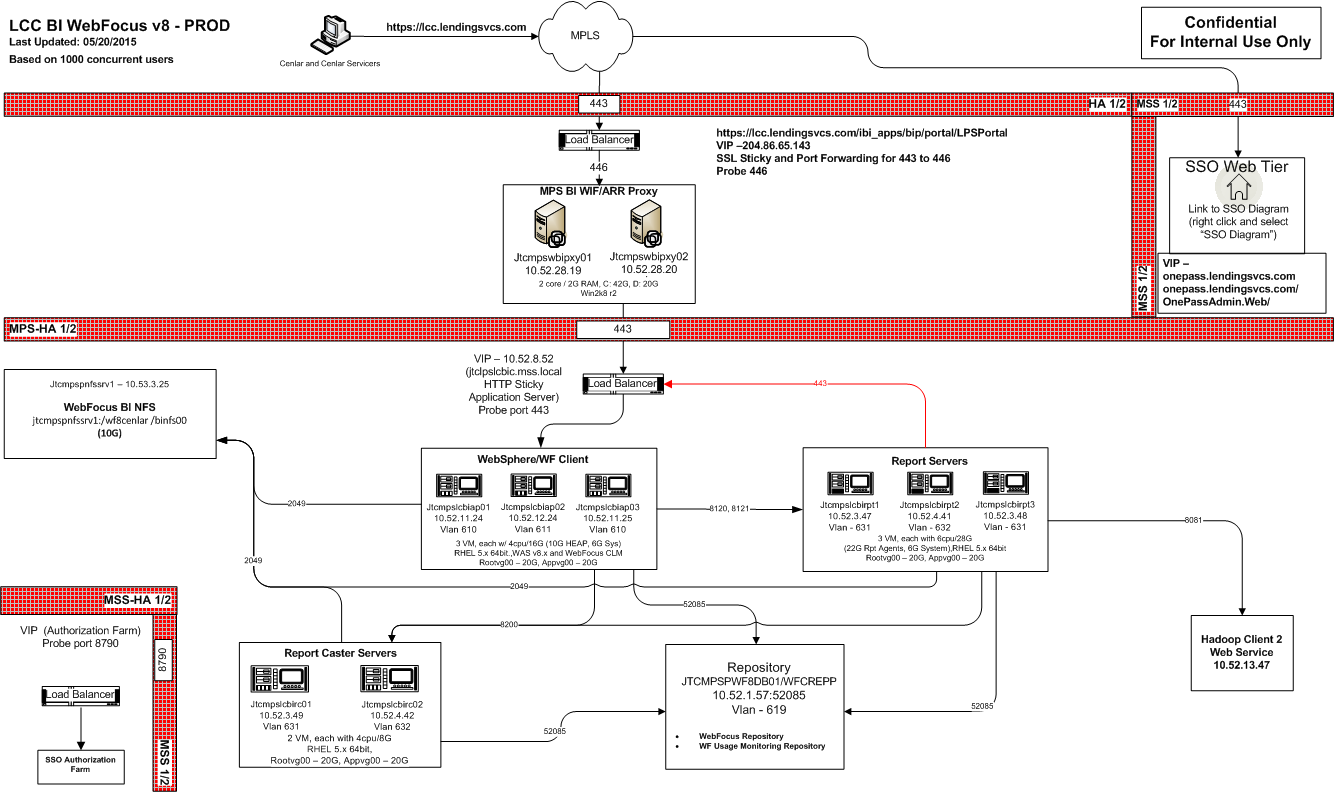 LCC BI WebFocus v8 - PROD
Last Updated: 05/20/2015
Based on 1000 concurrent users
Cenlar and Cenlar Servicers
https://lcc.lendingsvcs.com
MPLS
Confidential
For Internal Use Only
443
HA 1/2
MSS 1/2
443
Load Balancer
446
https://lcc.lendingsvcs.com/ibi_apps/bip/portal/LPSPortal
VIP –204.86.65.143
SSL Sticky and Port Forwarding for 443 to 446
Probe 446
SSO Web Tier
Link to SSO Diagram
(right click and select
“SSO Diagram”)
VIP –
onepass.lendingsvcs.com
onepass.lendingsvcs.com/
OnePassAdmin.Web/
MSS 1/2
MPS BI WIF/ARR Proxy
Jtcmpswbipxy01
10.52.28.19
Jtcmpswbipxy02
10.52.28.20
2 core / 2G RAM, C: 42G, D: 20G
Win2k8 r2
MPS-HA 1/2
443
VIP – 10.52.8.52
(jtclpslcbic.mss.local
HTTP Sticky
Application Server)
Probe port 443
Load Balancer
443
Jtcmpspnfssrv1 – 10.53.3.25
WebFocus BI NFS
jtcmpspnfssrv1:/wf8cenlar /binfs00
(10G)
WebSphere/WF Client
Jtcmpslcbiap01
10.52.11.24
Vlan 610
Jtcmpslcbiap02
10.52.12.24
Vlan 611
Jtcmpslcbiap03
10.52.11.25
Vlan 610
3 VM, each w/ 4cpu/16G (10G HEAP, 6G Sys)
RHEL 5.x 64bit .,WAS v8.x and WebFocus CLM
Rootvg00 – 20G, Appvg00 – 20G
2049
8120, 8121
Report Servers
Jtcmpslcbirpt1
10.52.3.47
Vlan - 631
Jtcmpslcbirpt2
10.52.4.41
Vlan - 632
Jtcmpslcbirpt3
10.52.3.48
Vlan - 631
3 VM, each with 6cpu/28G
(22G Rpt Agents, 6G System),RHEL 5.x 64bit
Rootvg00 – 20G, Appvg00 – 20G
8081
2049
2049
52085
8200
MSS-HA 1/2
VIP (Authorization Farm)
Probe port 8790
8790
Load Balancer
MSS 1/2
SSO Authorization
Farm
Report Caster Servers
Jtcmpslcbirc01
10.52.3.49
Vlan 631
Jtcmpslcbirc02
10.52.4.42
Vlan 632
2 VM, each with 4cpu/8G
RHEL 5.x 64bit,
Rootvg00 – 20G, Appvg00 – 20G
52085
Repository
JTCMPSPWF8DB01/WFCREPP
10.52.1.57:52085
Vlan - 619
• WebFocus Repository
• WF Usage Monitoring Repository
52085
Hadoop Client 2
Web Service
10.52.13.47